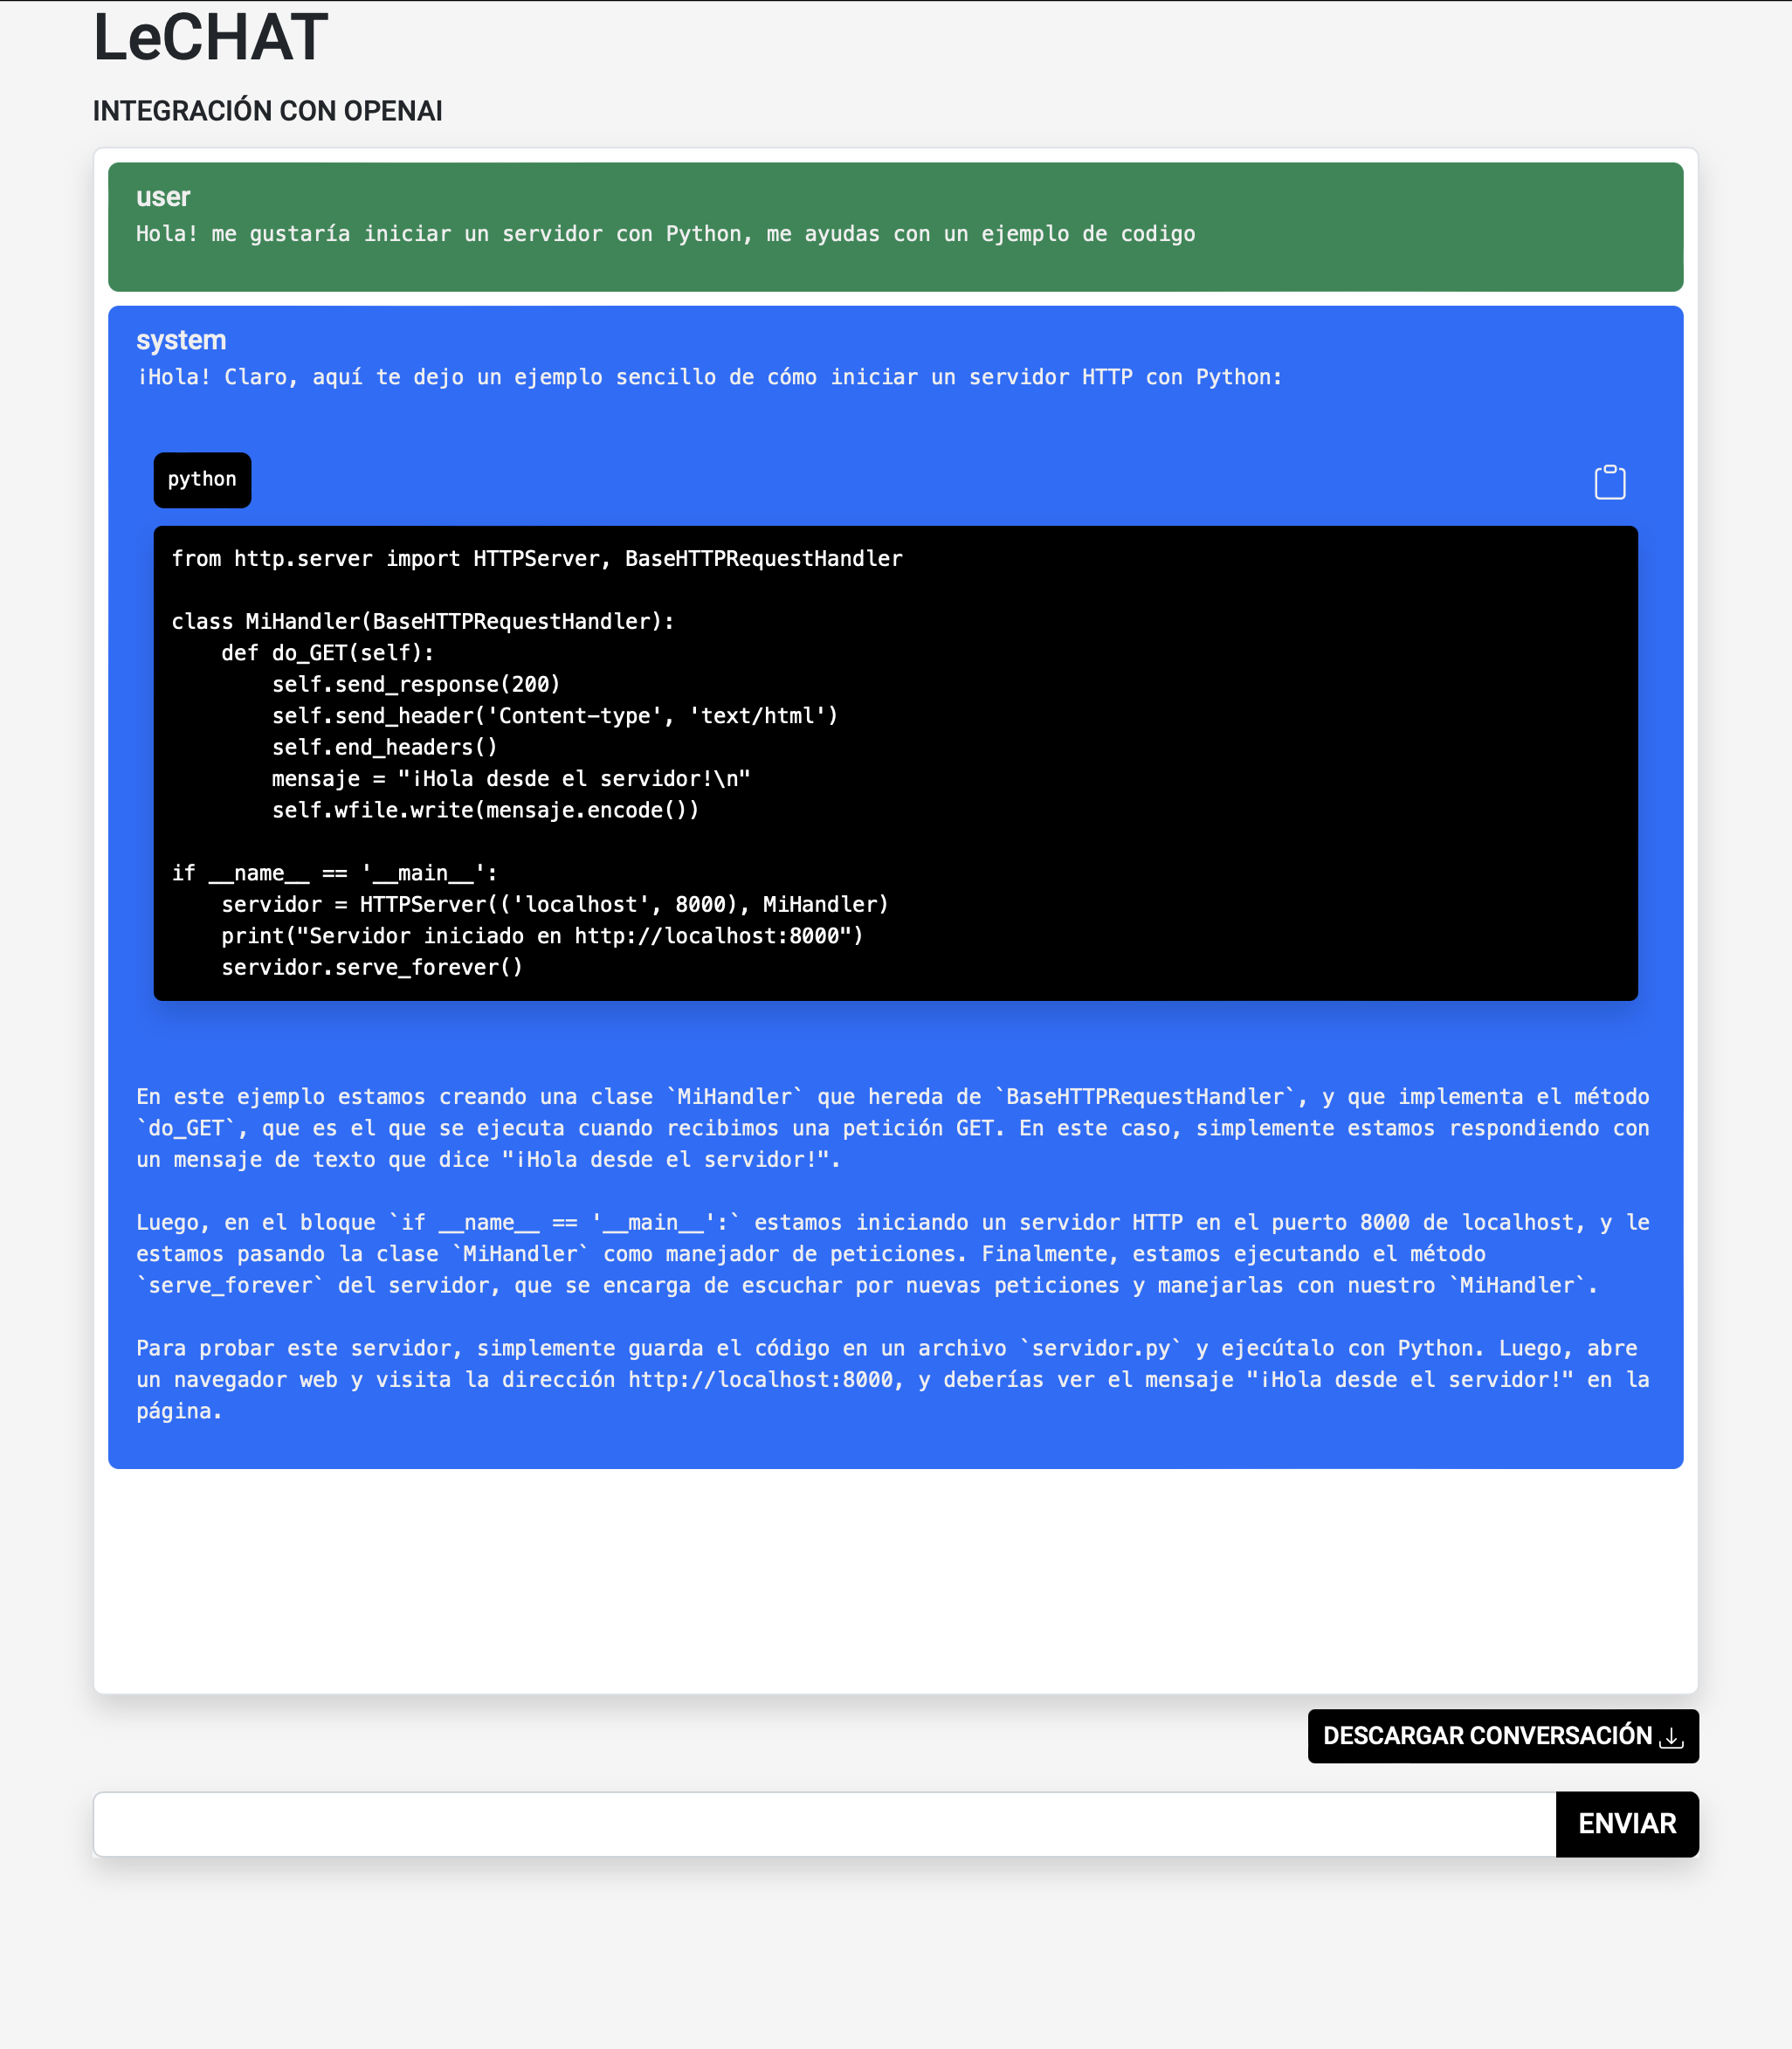 LeCHAT
INTEGRACIÓN CON OPENAI
user
Hola! me gustaría iniciar un servidor con Python, me ayudas con un ejemplo de codigo
system
¡Hola! Claro, aquí te dejo un ejemplo sencillo de cómo iniciar un servidor HTTP con Python:
python
from http.server import HTTPServer, BaseHTTPRequestHandler
class MiHandler(BaseHTTPRequestHandler):
    def do_GET(self):
        self.send_response(200)
        self.send_header('Content-type', 'text/html')
        self.end_headers()
        mensaje = "¡Hola desde el servidor!\n"
        self.wfile.write(mensaje.encode())
if __name__ == '__main__':
    servidor = HTTPServer(('localhost', 8000), MiHandler)
    print("Servidor iniciado en http://localhost:8000")
    servidor.serve_forever()
En este ejemplo estamos creando una clase `MiHandler` que hereda de `BaseHTTPRequestHandler`, y que implementa el método
`do_GET`, que es el que se ejecuta cuando recibimos una petición GET. En este caso, simplemente estamos respondiendo con
un mensaje de texto que dice "¡Hola desde el servidor!".
Luego, en el bloque `if __name__ == '__main__':` estamos iniciando un servidor HTTP en el puerto 8000 de localhost, y le
estamos pasando la clase `MiHandler` como manejador de peticiones. Finalmente, estamos ejecutando el método
`serve_forever` del servidor, que se encarga de escuchar por nuevas peticiones y manejarlas con nuestro `MiHandler`.
Para probar este servidor, simplemente guarda el código en un archivo `servidor.py` y ejecútalo con Python. Luego, abre
un navegador web y visita la dirección http://localhost:8000, y deberías ver el mensaje "¡Hola desde el servidor!" en la
página.
DESCARGAR CONVERSACIÓN
ENVIAR